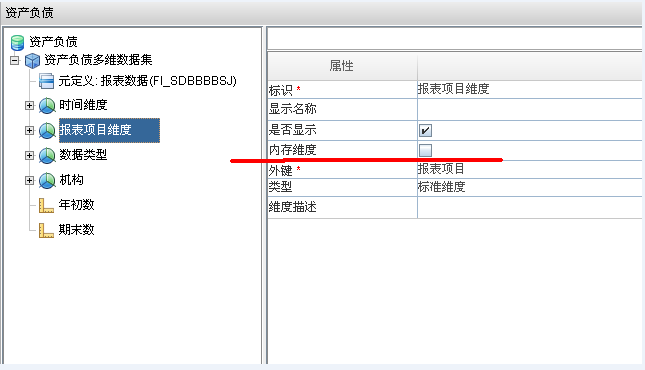 资产负债
资产负债
资产负债多维数据集
元定义: 报表数据(FI_SDBBBBSJ)
时间维度
报表项目维度
数据类型
机构
年初数
期末数
属性
标识 * 报表项目维度
显示名称
是否显示
内存维度
外键 * 报表项目
类型 标准维度
维度描述